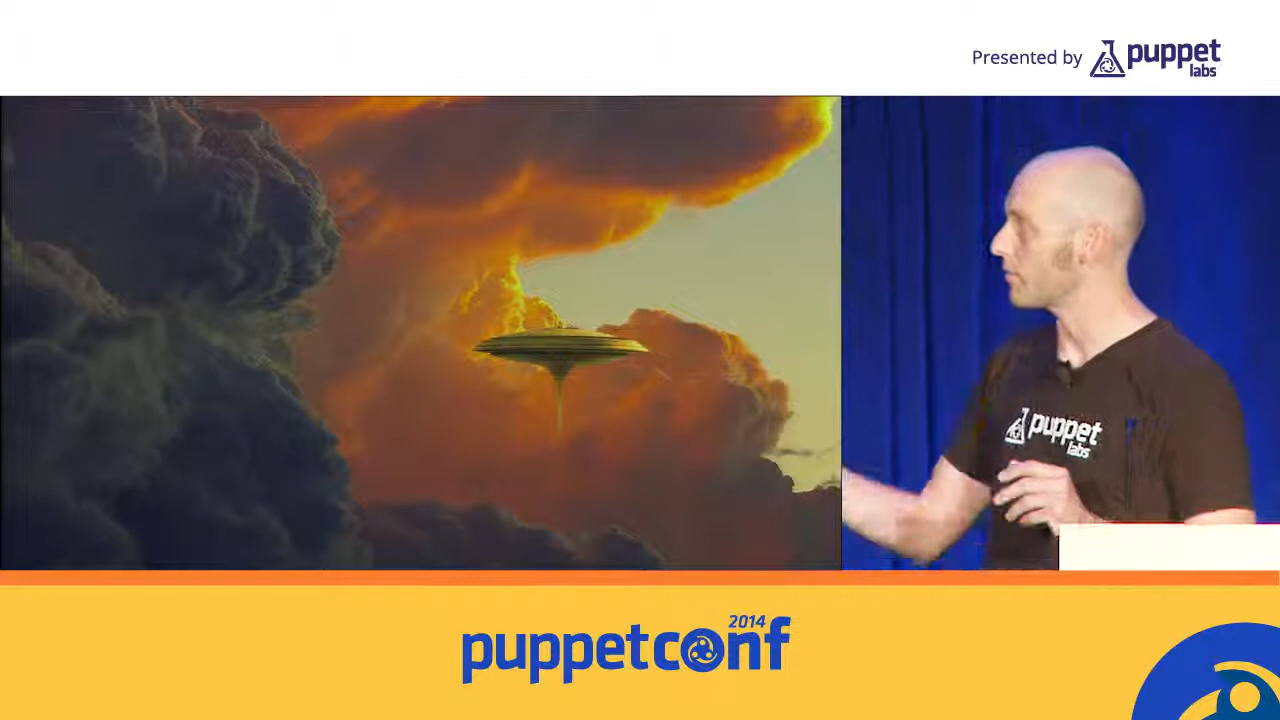 Presented by puppet labs
puppet
labs
2014
puppetconf